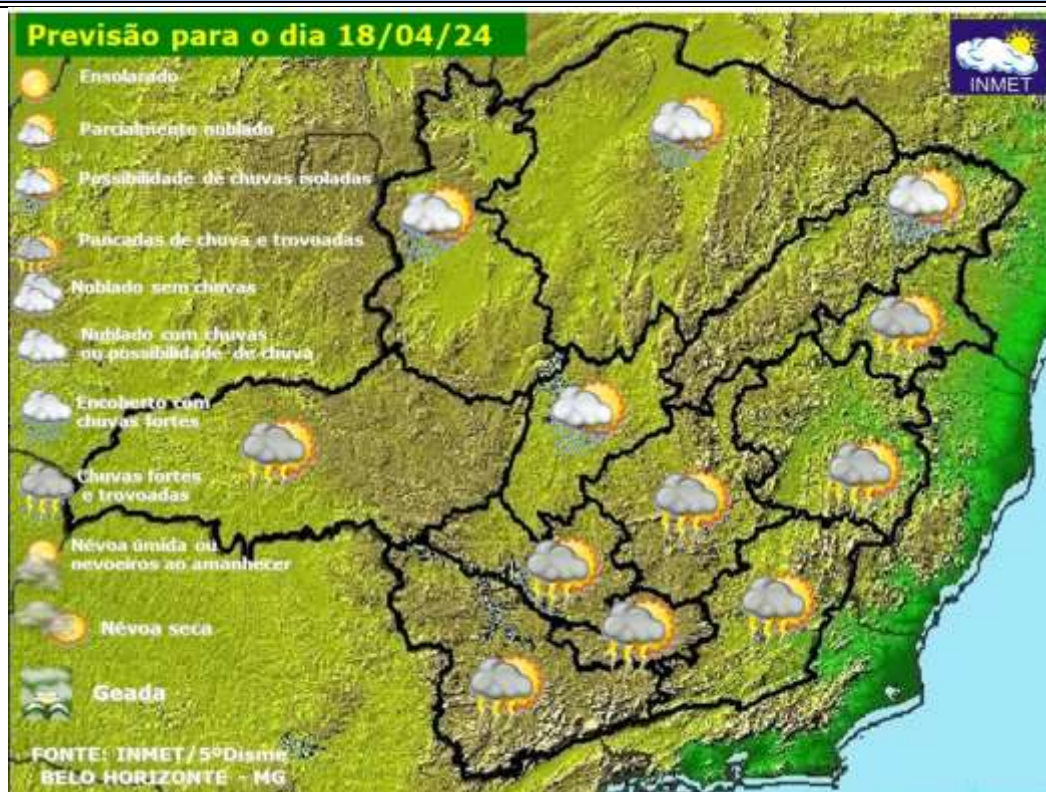 Previsão para o dia 18/04/24
INMET
Ensolarado
Parcialmente nublado
Possibilidade de chuvas isoladas
Pancadas de chuva e trovoadas
Noblado sem chuvas
Nublado com chuvas
ou possibilidade de chuva
Encoberto com
chuvas fortes
Chuvas fortes
e trovoadas
Névoa úmida ou
nevoeiros ao amanhecer
Névoa seca
Geada
FONTE: INMET/5ºDisme
BELO HORIZONTE - MG